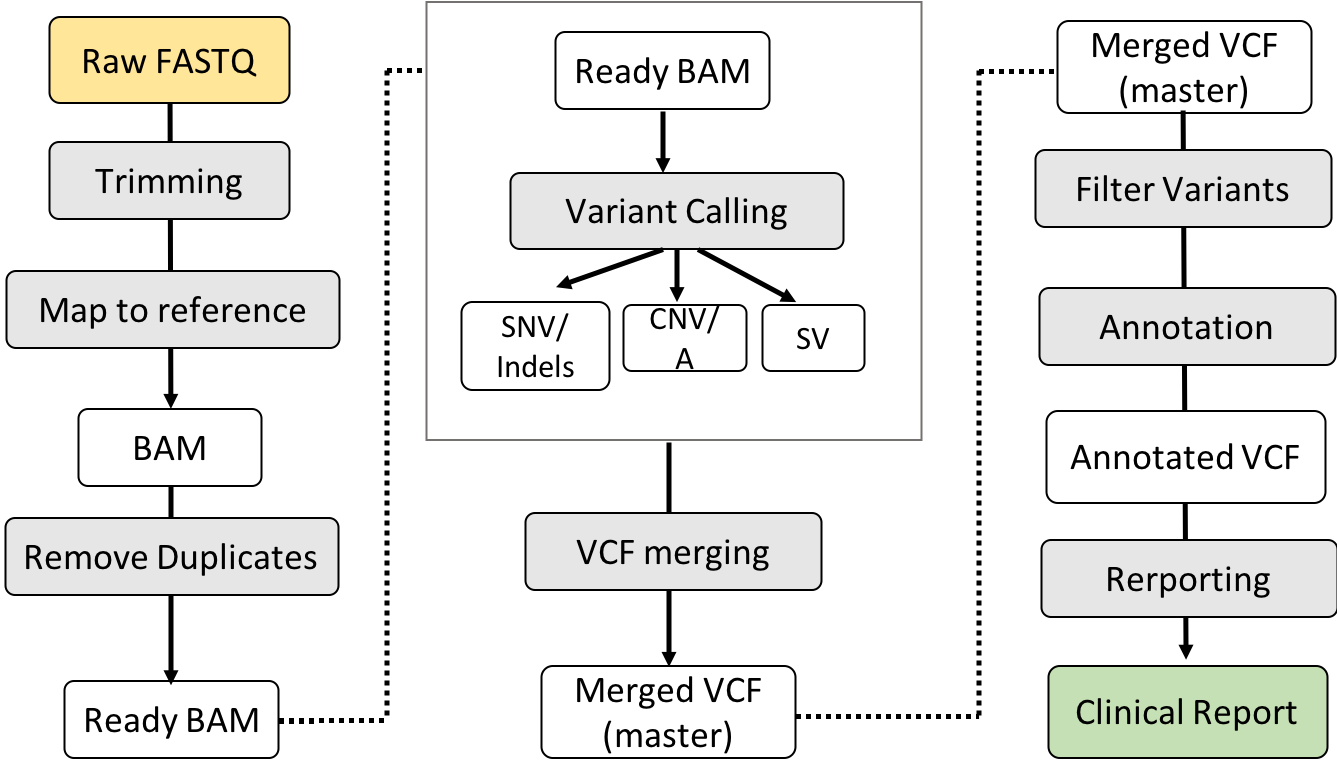 Raw FASTQ
Trimming
Map to reference
BAM
Remove Duplicates
Ready BAM
Ready BAM
Variant Calling
SNV/
Indels
CNV/
A
SV
VCF merging
Merged VCF
(master)
Merged VCF
(master)
Filter Variants
Annotation
Annotated VCF
Rerporting
Clinical Report